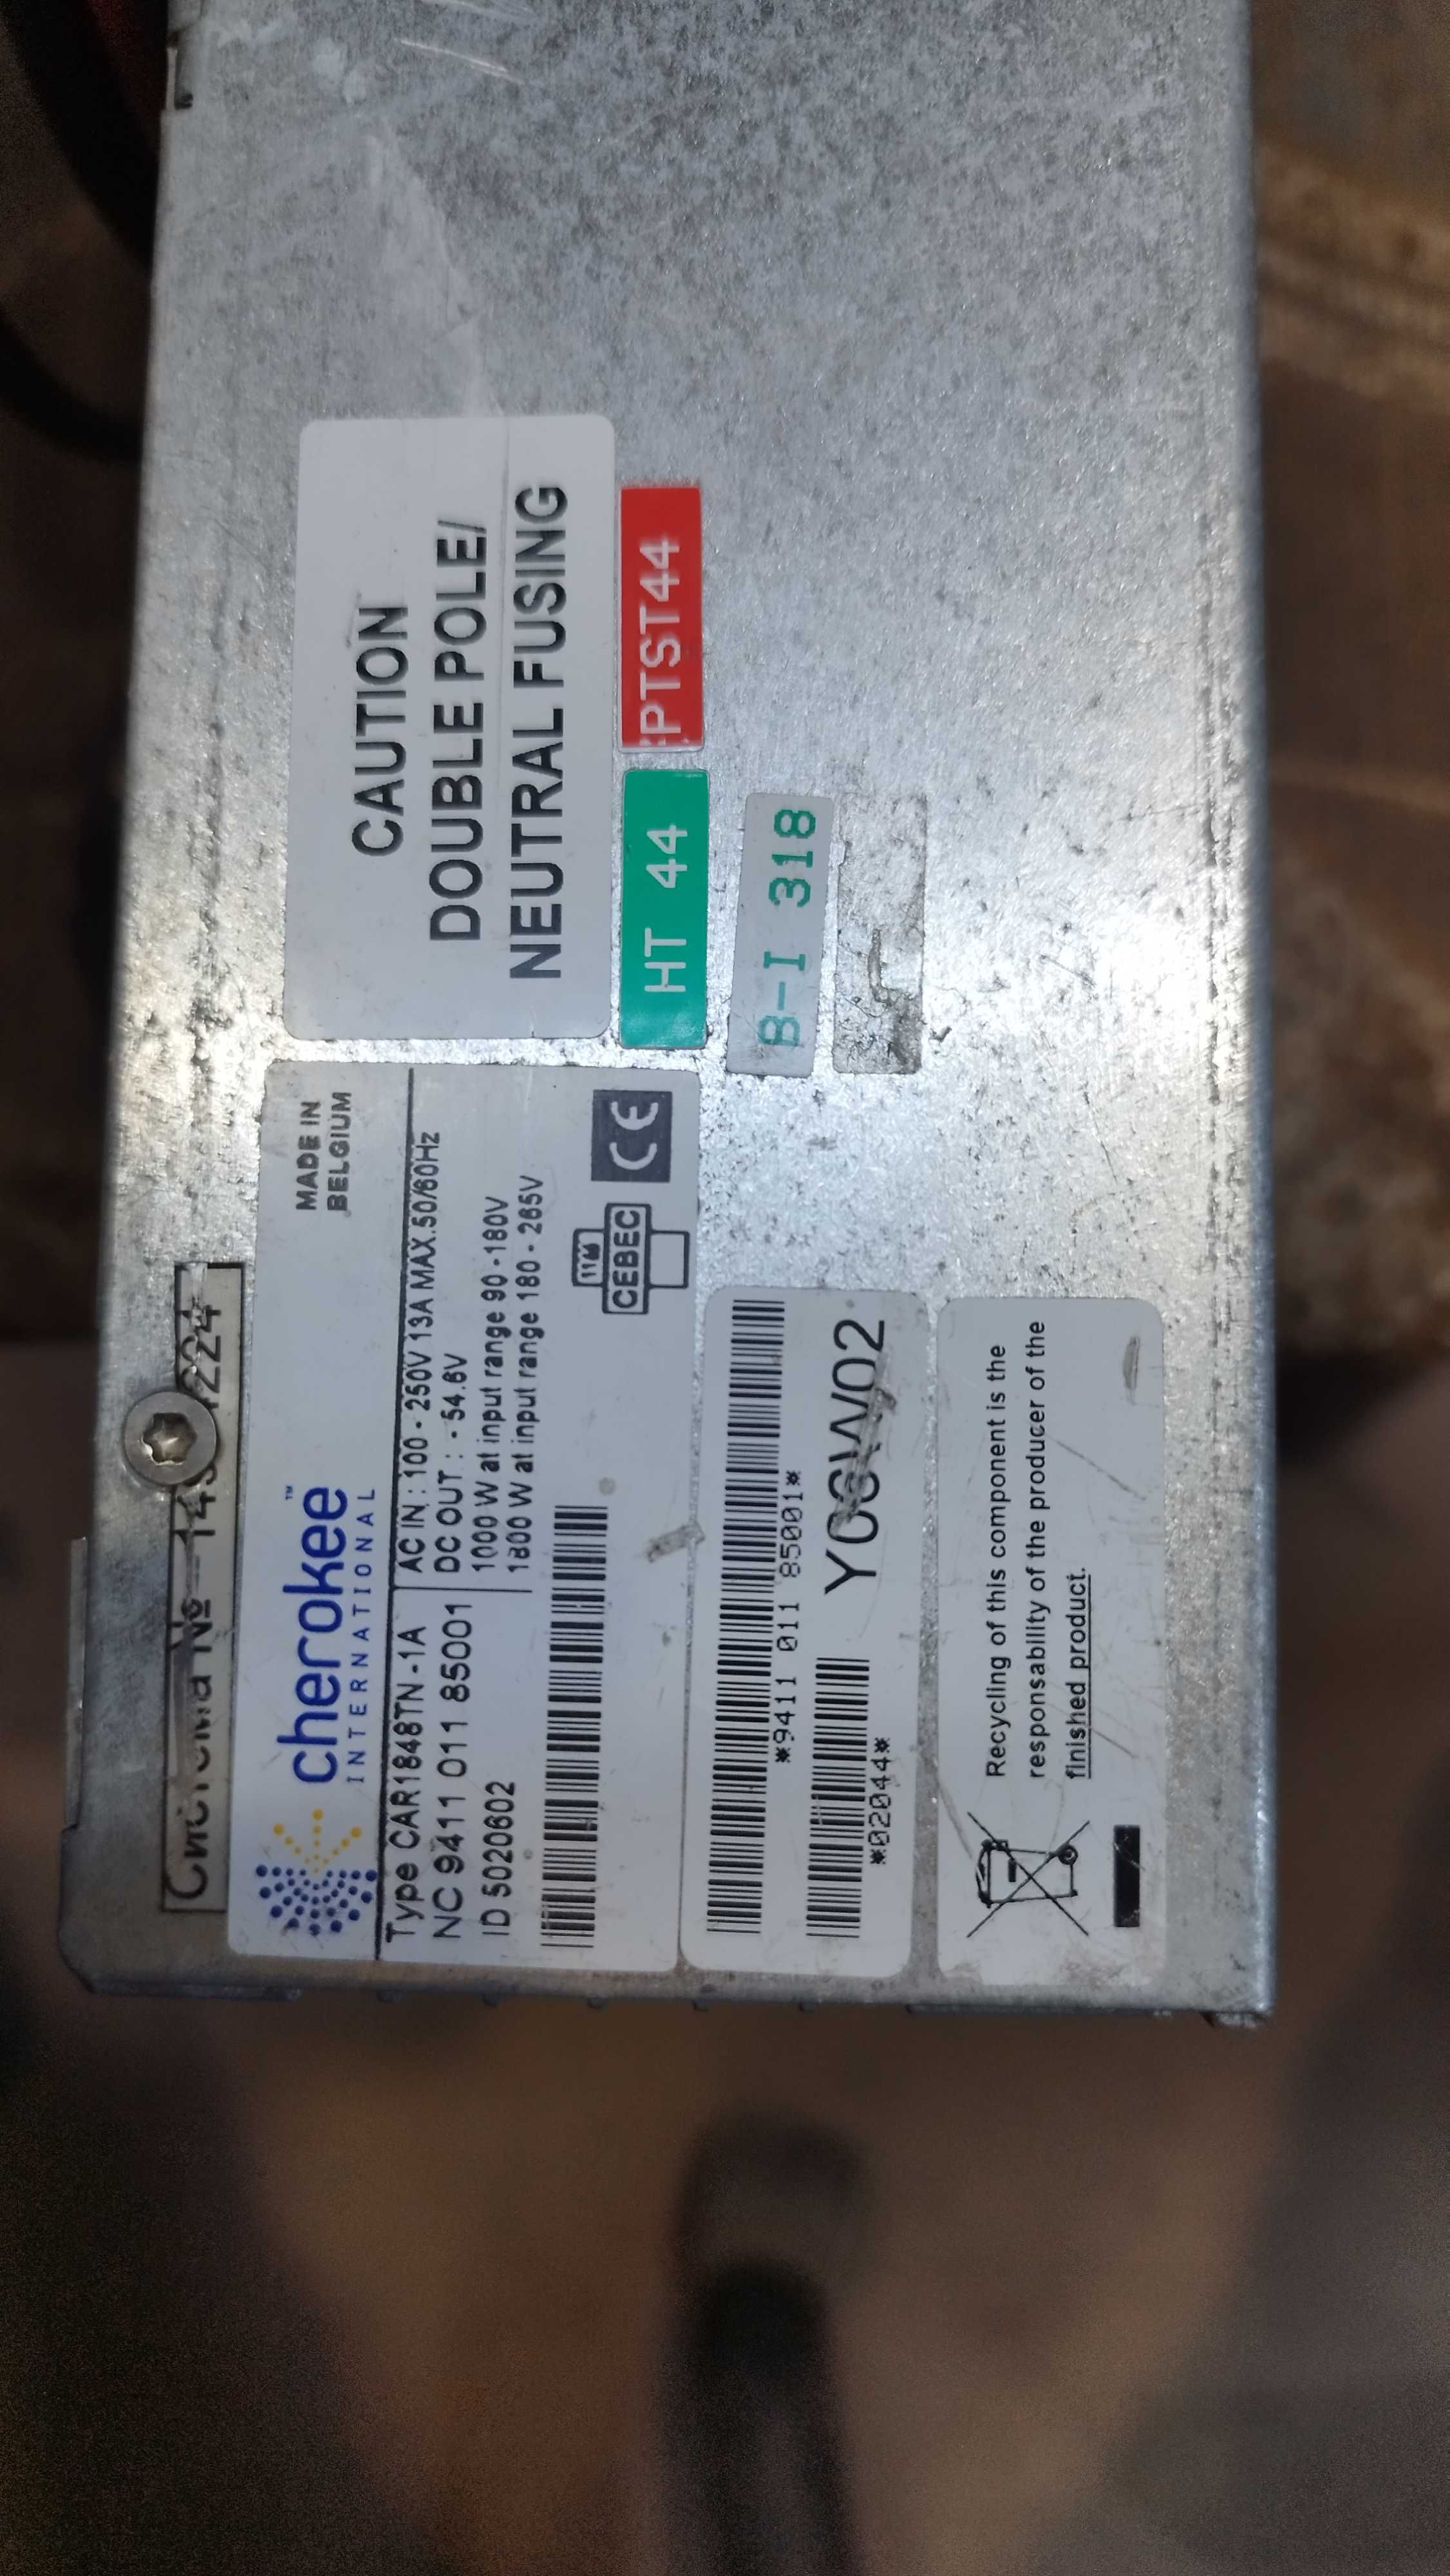 Система №
cherokee™
INTERNATIONAL
MADE IN
BELGIUM
Type CAR1848TN-1A
NC 9411 011 85001
ID 5020602
AC IN : 100 - 250V 13A MAX.50/60Hz
DC OUT : - 54.6V
1000 W at input range 90 -180V
1800 W at input range 180 - 265V
CEBEC
CE
CAUTION
DOUBLE POLE/
NEUTRAL FUSING
HT 44
PTST44
B-I 318
*9411 011 85001*
*02044*
Recycling of this component is the
responsability of the producer of the
finished product.